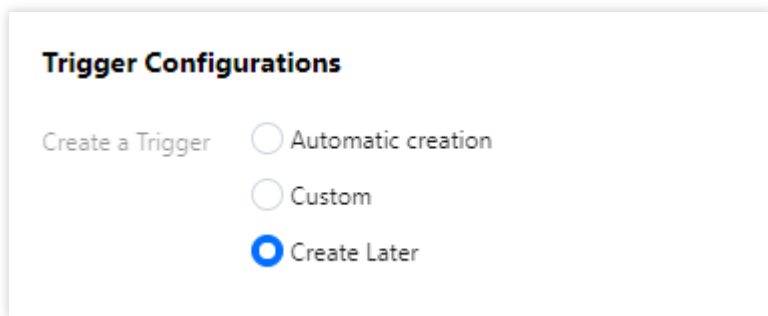 Trigger Configurations
Create a Trigger Automatic creation
Custom
Create Later